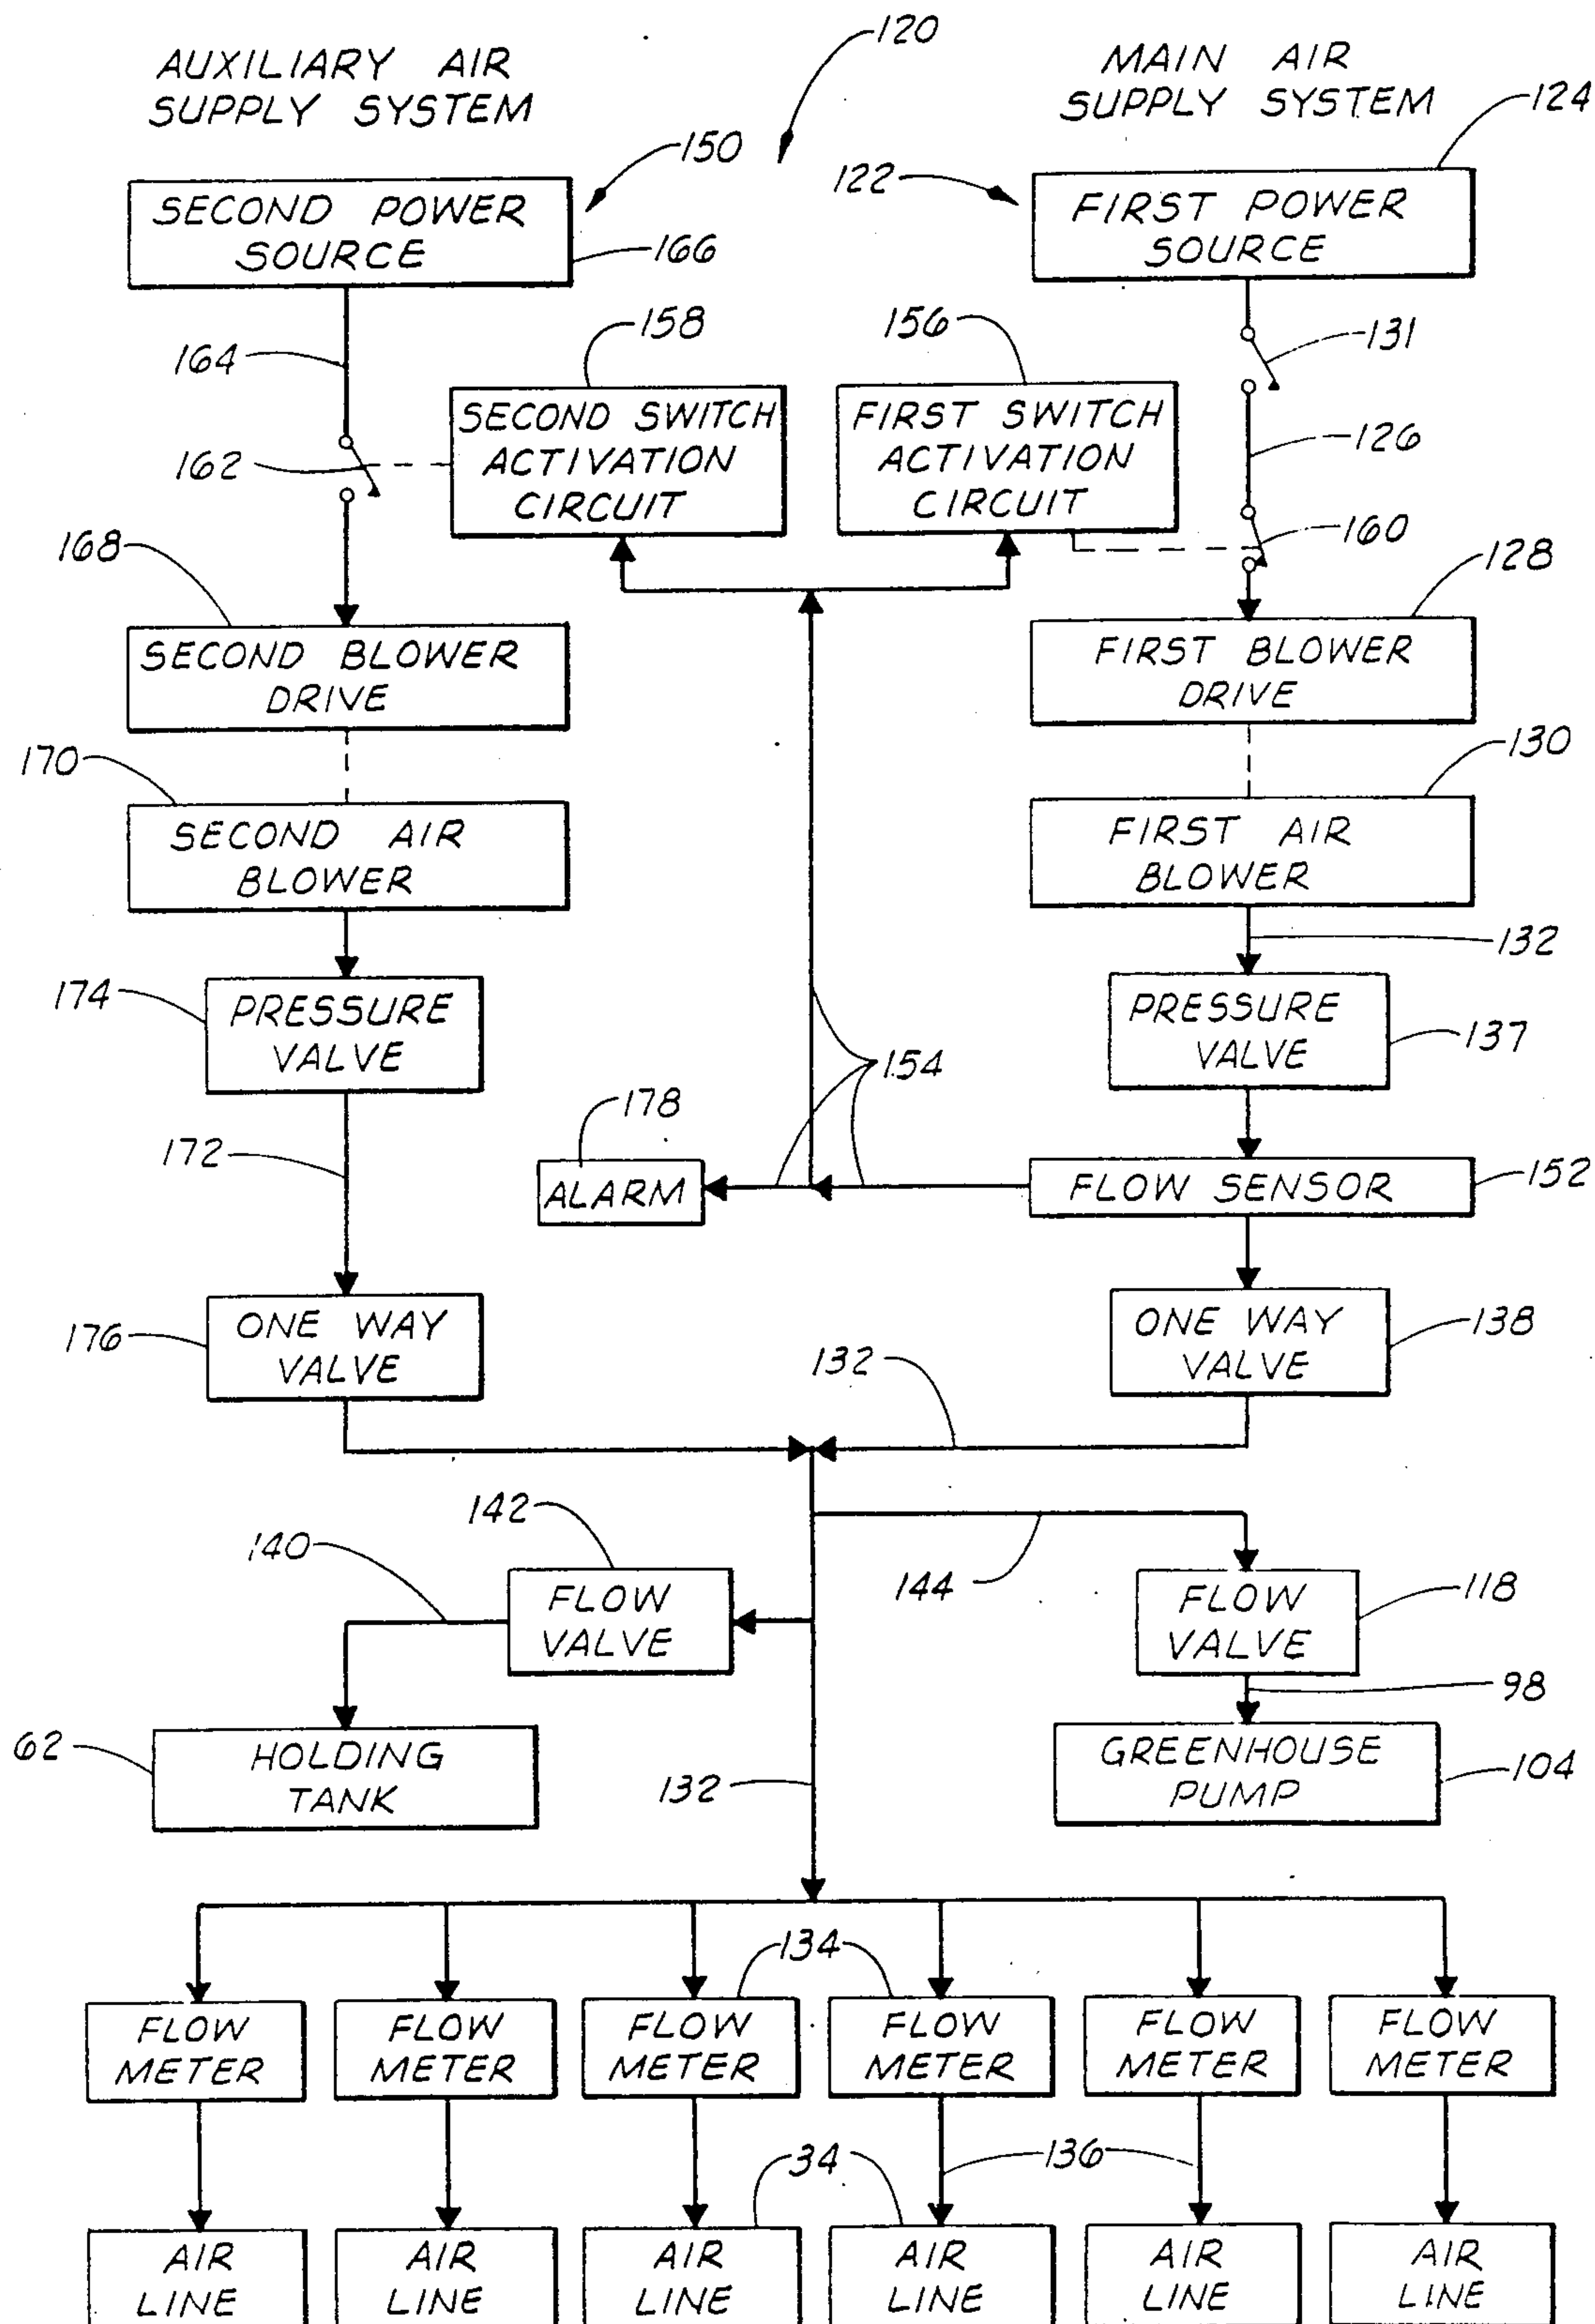 120
AUXILIARY AIR
SUPPLY SYSTEM
MAIN AIR
SUPPLY SYSTEM
124
150
122
SECOND POWER
SOURCE
166
FIRST POWER
SOURCE
158
156
131
164
SECOND SWITCH
ACTIVATION
CIRCUIT
FIRST SWITCH
ACTIVATION
CIRCUIT
126
162
160
168
128
SECOND BLOWER
DRIVE
FIRST BLOWER
DRIVE
170
130
SECOND AIR
BLOWER
FIRST AIR
BLOWER
132
174
PRESSURE
VALVE
PRESSURE
VALVE
137
154
178
172
ALARM
FLOW SENSOR
152
176
ONE WAY
VALVE
ONE WAY
VALVE
138
132
142
140
144
FLOW
VALVE
FLOW
VALVE
118
98
62
HOLDING
TANK
132
GREENHOUSE
PUMP
104
134
FLOW
METER
FLOW
METER
FLOW
METER
FLOW
METER
FLOW
METER
FLOW
METER
34
136
AIR
LINE
AIR
LINE
AIR
LINE
AIR
LINE
AIR
LINE
AIR
LINE